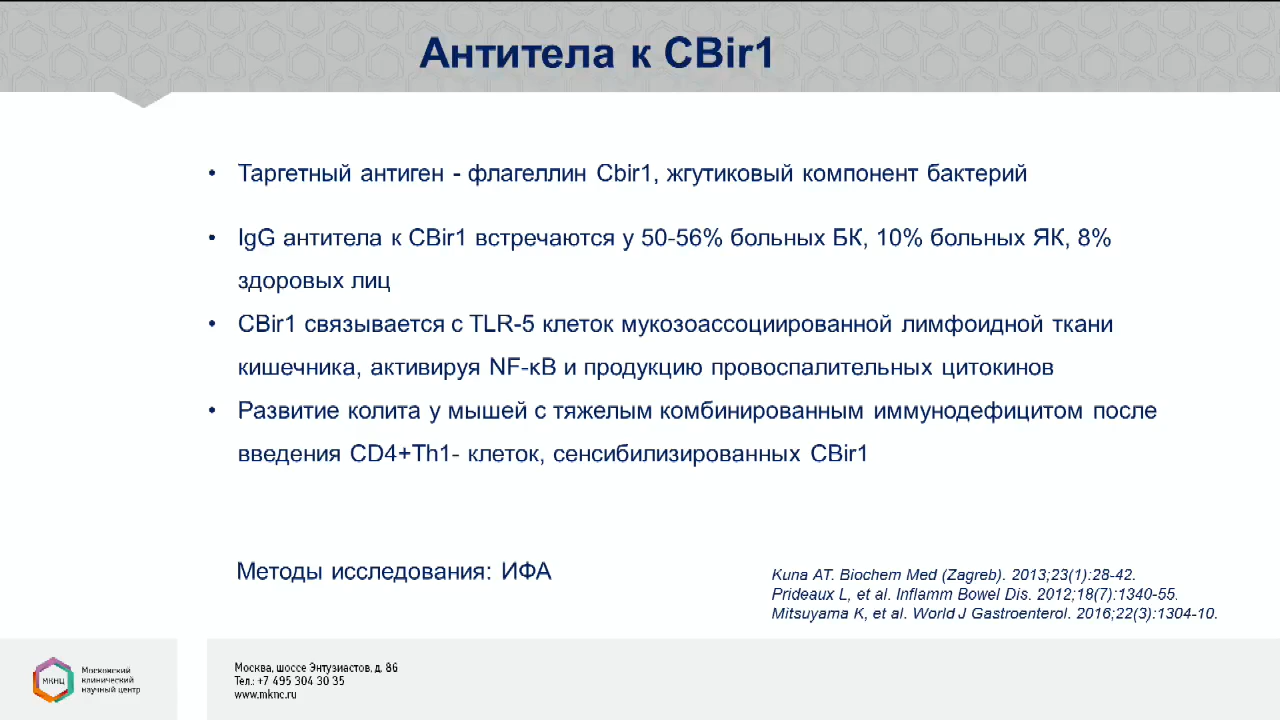 Антитела к CBir1
• Таргетный антиген - флагеллин Cbir1, жгутиковый компонент бактерий
• IgG антитела к CBir1 встречаются у 50-56% больных БК, 10% больных ЯК, 8%
здоровых лиц
• CBir1 связывается с TLR-5 клеток мукозоассоциированной лимфоидной ткани
кишечника, активируя NF-κB и продукцию провоспалительных цитокинов
• Развитие колита у мышей с тяжелым комбинированным иммунодефицитом после
введения CD4+Th1- клеток, сенсибилизированных CBir1
Методы исследования: ИФА
Kuna AT. Biochem Med (Zagreb). 2013;23(1):28-42.
Prideaux L, et al. Inflamm Bowel Dis. 2012;18(7):1340-55.
Mitsuyama K, et al. World J Gastroenterol. 2016;22(3):1304-10.
МКНЦ
Московский
клинический
научный центр
Москва, шоссе Энтузиастов, д. 86
Тел.: +7 495 304 30 35
www.mknc.ru